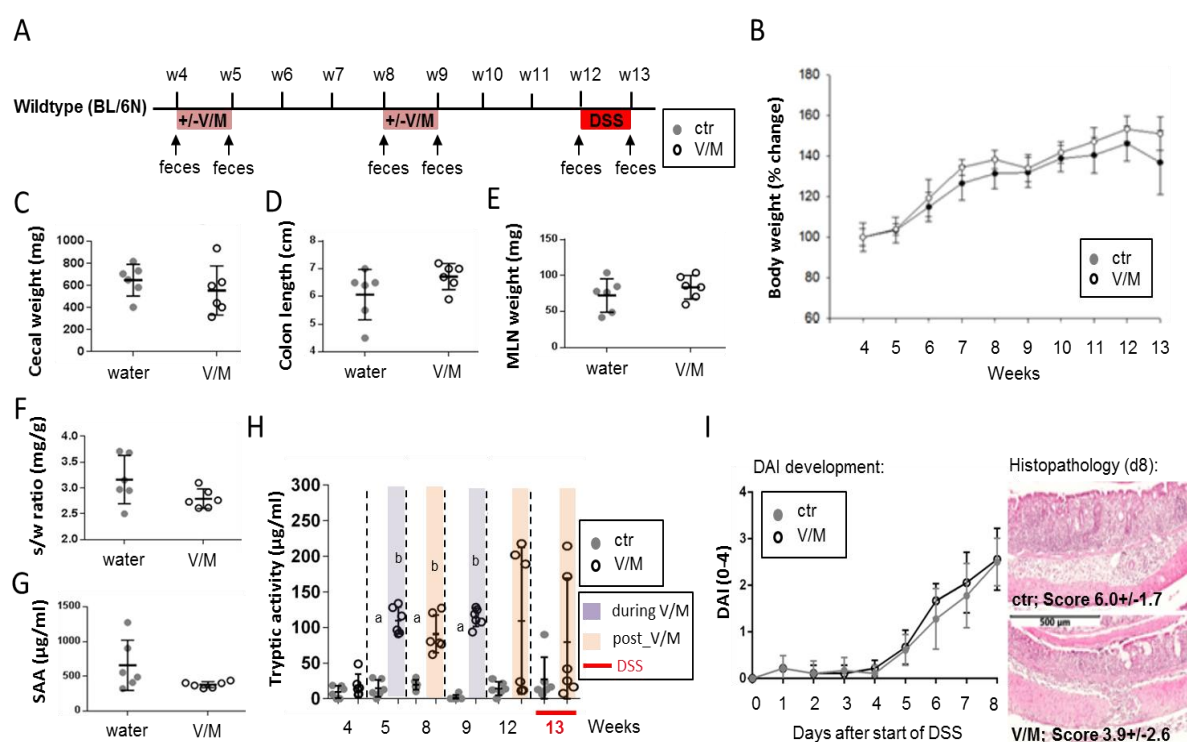 A
w4 w5 w6 w7 w8 w9 w10 w11 w12 w13
Wildtype (BL/6N)
+/-V/M +/-V/M DSS
feces feces feces feces feces feces
ctr
V/M
B
Body weight (% change)
180
160
140
120
100
80
60
4 5 6 7 8 9 10 11 12 13
Weeks
ctr
V/M
C
Cecal weight (mg)
1000
800
600
400
200
0
water V/M
D
Colon length (cm)
8
7
6
5
4
water V/M
E
MLN weight (mg)
150
100
50
0
water V/M
F
s/w ratio (mg/g)
4.0
3.5
3.0
2.5
2.0
water V/M
G
SAA (µg/ml)
1500
1000
500
0
water V/M
H
Tryptic activity (µg/ml)
300
250
200
150
100
50
0
a b a b a b
4 5 8 9 12 13 Weeks
ctr
V/M
during V/M
post_V/M
DSS
I
DAI development:
ctr
V/M
DAI (0-4)
4
3
2
1
0
0 1 2 3 4 5 6 7 8
Days after start of DSS
Histopathology (d8):
ctr; Score 6.0+/-1.7
500 µm
V/M; Score 3.9+/-2.6